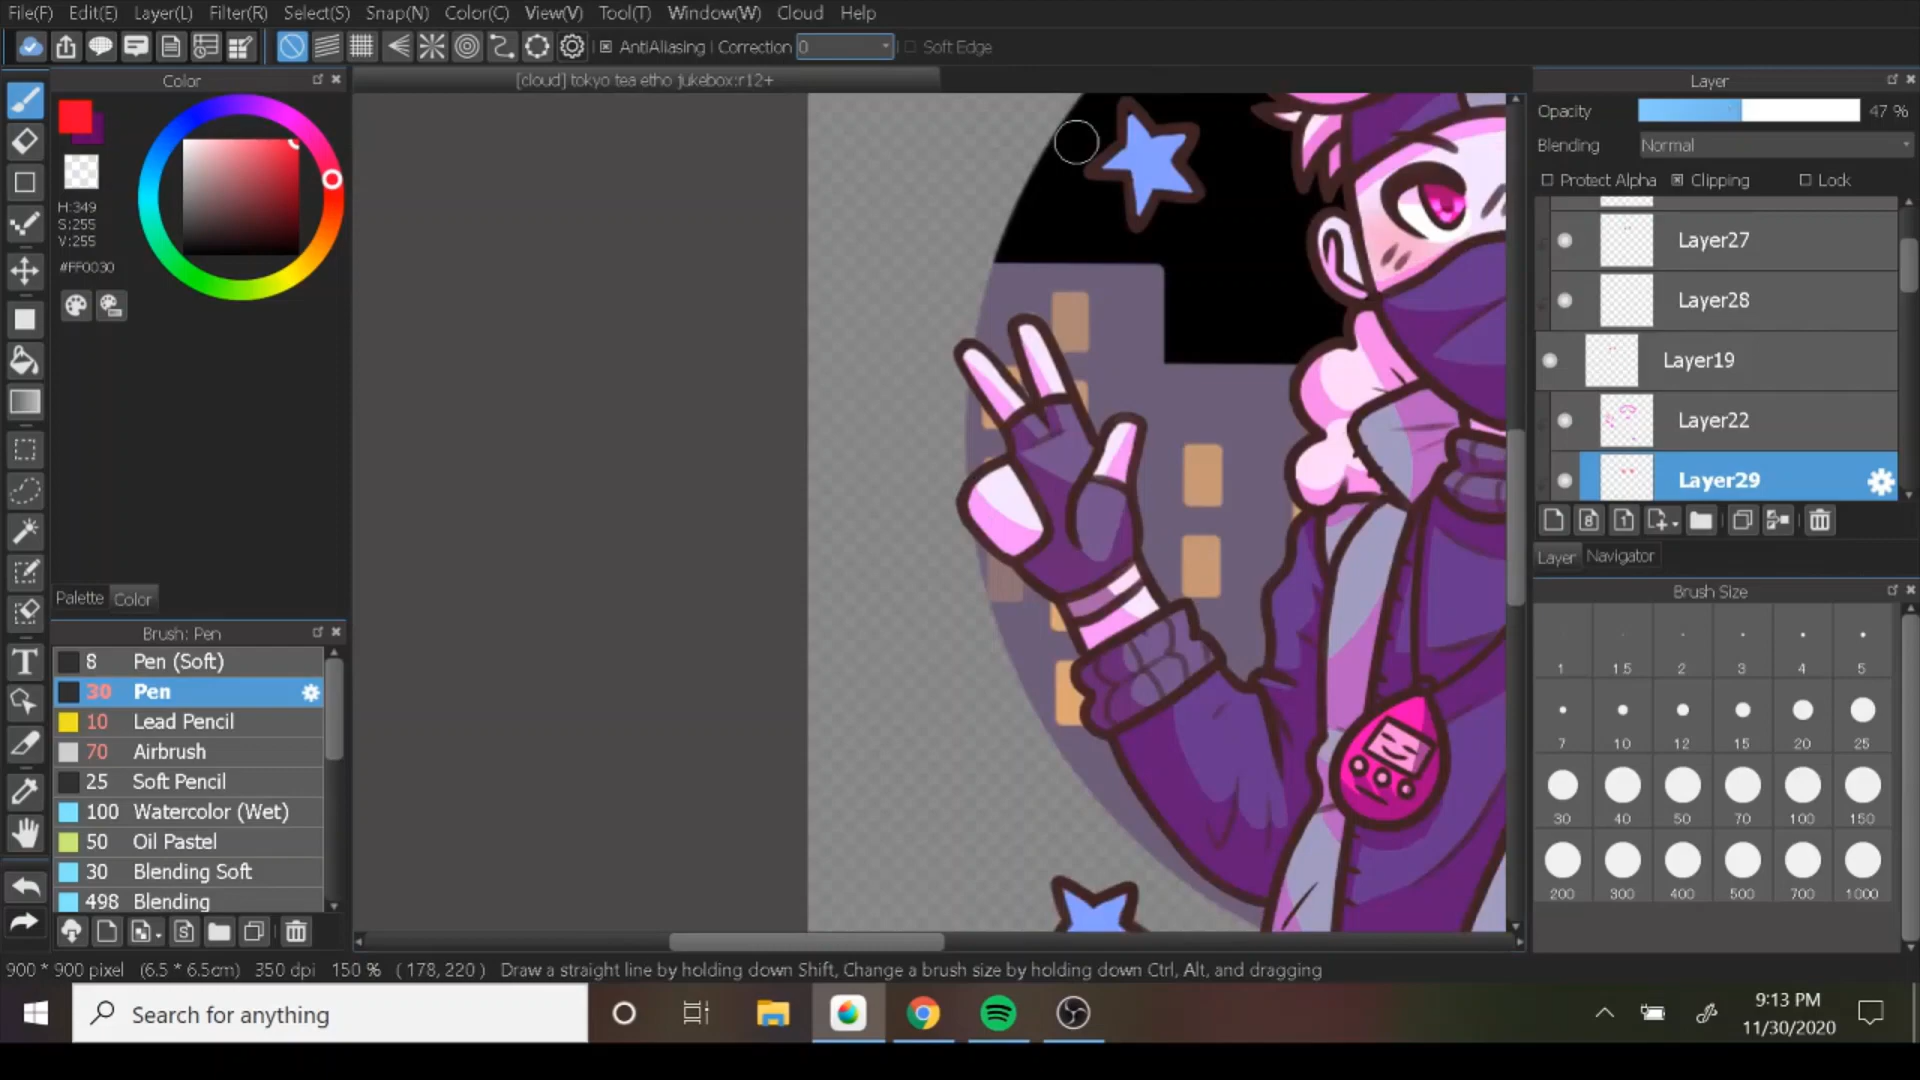 File(F) Edit(E) Layer(L) Filter(R) Select(S) Snap(N) Color(C) View(V) Tool(T) Window(W) Cloud Help
AntiAliasing Correction 0 Soft Edge
Color
[cloud] tokyo tea etho jukebox:r12+
Layer
Opacity 47 %
Blending Normal
Protect Alpha Clipping Lock
H:349
S:255
V:255
#FF0030
Layer27
Layer28
Layer19
Layer22
Layer29
Layer Navigator
Palette Color
Brush Size
Brush: Pen
8 Pen (Soft)
30 Pen
10 Lead Pencil
70 Airbrush
25 Soft Pencil
100 Watercolor (Wet)
50 Oil Pastel
30 Blending Soft
498 Blending
1 1.5 2 3 4 5
7 10 12 15 20 25
30 40 50 70 100 150
200 300 400 500 700 1000
900 * 900 pixel (6.5 * 6.5cm) 350 dpi 150 % ( 178, 220 ) Draw a straight line by holding down Shift, Change a brush size by holding down Ctrl, Alt, and dragging
Search for anything
9:13 PM
11/30/2020